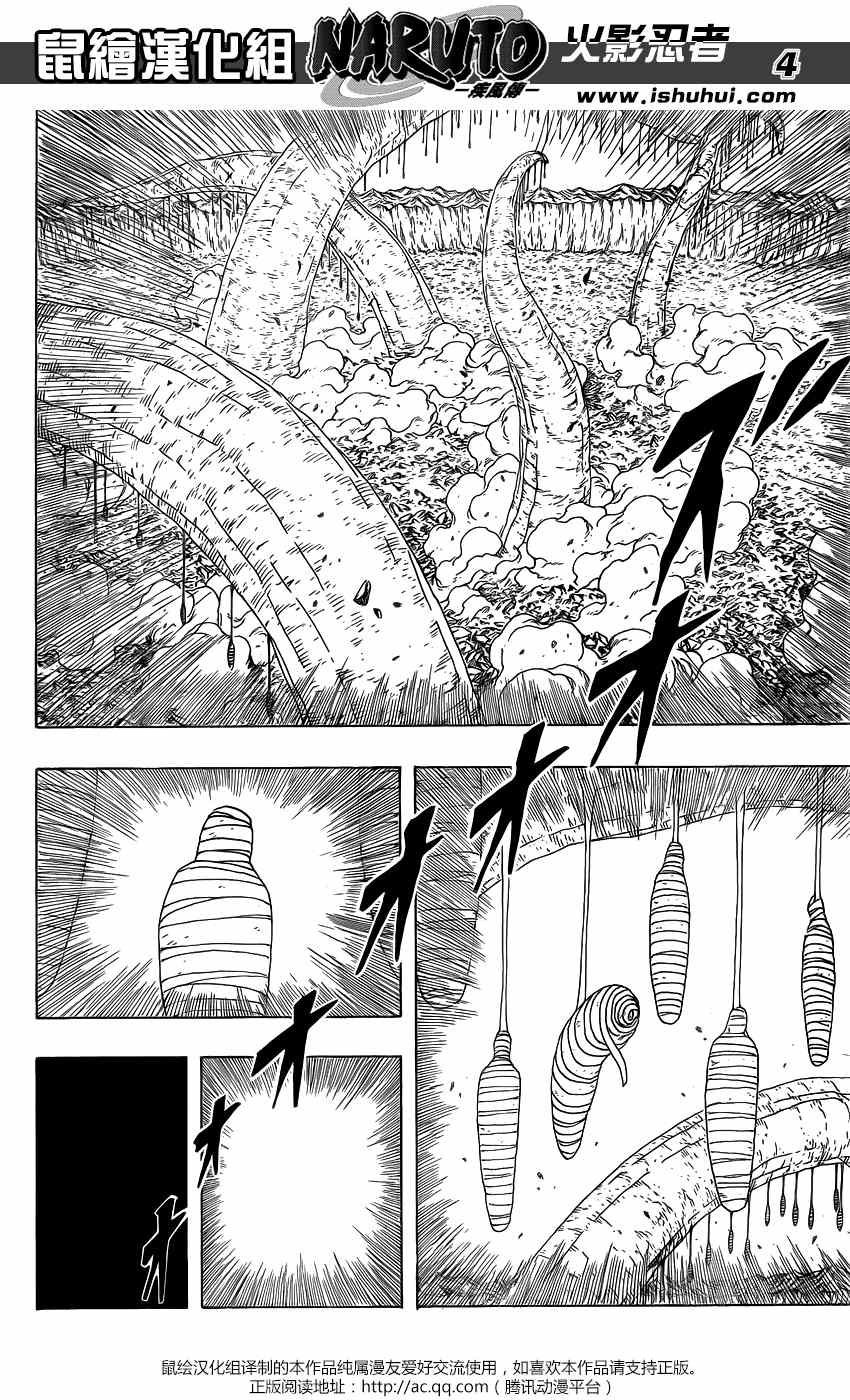 鼠繪漢化组
NARUTO
疾風傳
火影忍者
4
www.ishuhui.com
オオオオオオ
鼠绘汉化组译制的本作品纯属漫友爱好交流使用，如喜欢本作品请支持正版。
正版阅读地址：http://ac.qq.com（腾讯动漫平台）